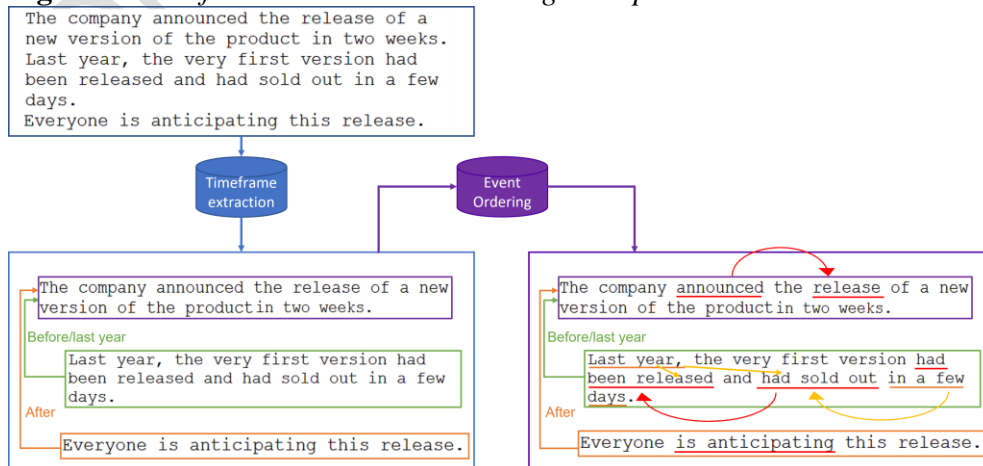 The company announced the release of a
new version of the product in two weeks.
Last year, the very first version had
been released and had sold out in a few
days.
Everyone is anticipating this release.
Timeframe
extraction
Event
Ordering
The company announced the release of a new
version of the product in two weeks.
Before/last year
Last year, the very first version had
been released and had sold out in a few
days.
After
Everyone is anticipating this release.
The company announced the release of a new
version of the product in two weeks.
Before/last year
Last year, the very first version had
been released and had sold out in a few
days.
After
Everyone is anticipating this release.